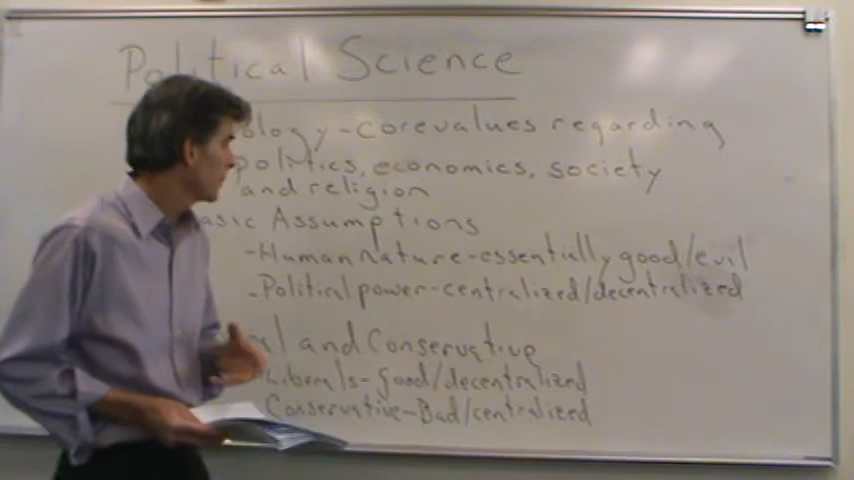 Political Science
ology - core values regarding
politics, economics, society
and religion
asic Assumptions
- Human nature - essentially good/evil
- Political power - centralized/decentralized
al and Conservative
Liberals - good/decentralized
Conservative - Bad/centralized